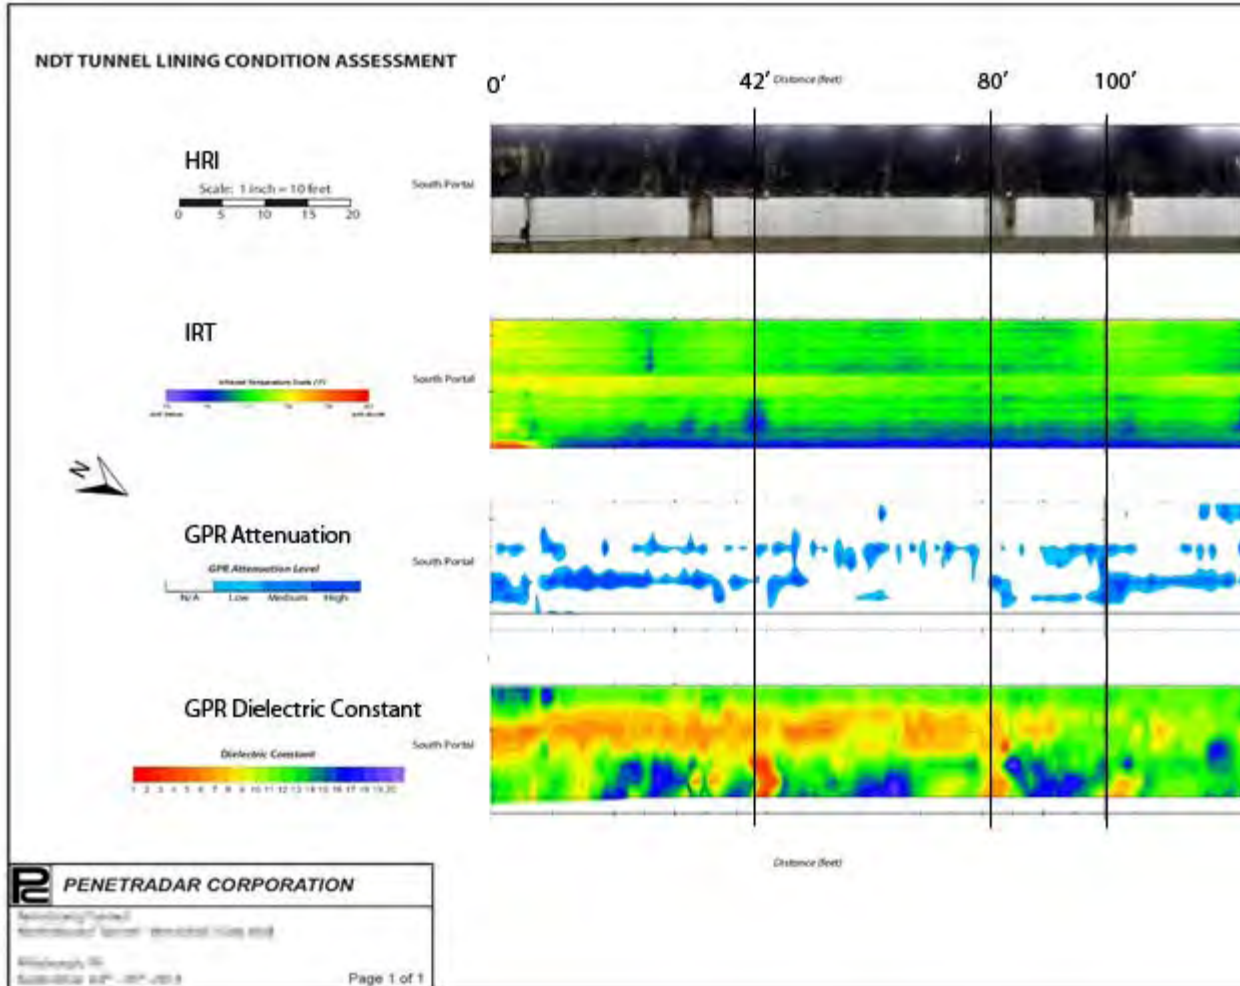 NDT TUNNEL LINING CONDITION ASSESSMENT
0' 42' Distance (feet) 80' 100'
HRI
Scale: 1 inch = 10 feet
0 5 10 15 20
South Portal
IRT
Infrared Temperature Scale (°F)
South Portal
N
GPR Attenuation
GPR Attenuation Level
N/A Low Medium High
South Portal
GPR Dielectric Constant
Dielectric Constant
1 2 3 4 5 6 7 8 9 10 11 12 13 14 15 16 17 18 19 20
South Portal
Distance (feet)
PENETRADAR CORPORATION
Page 1 of 1